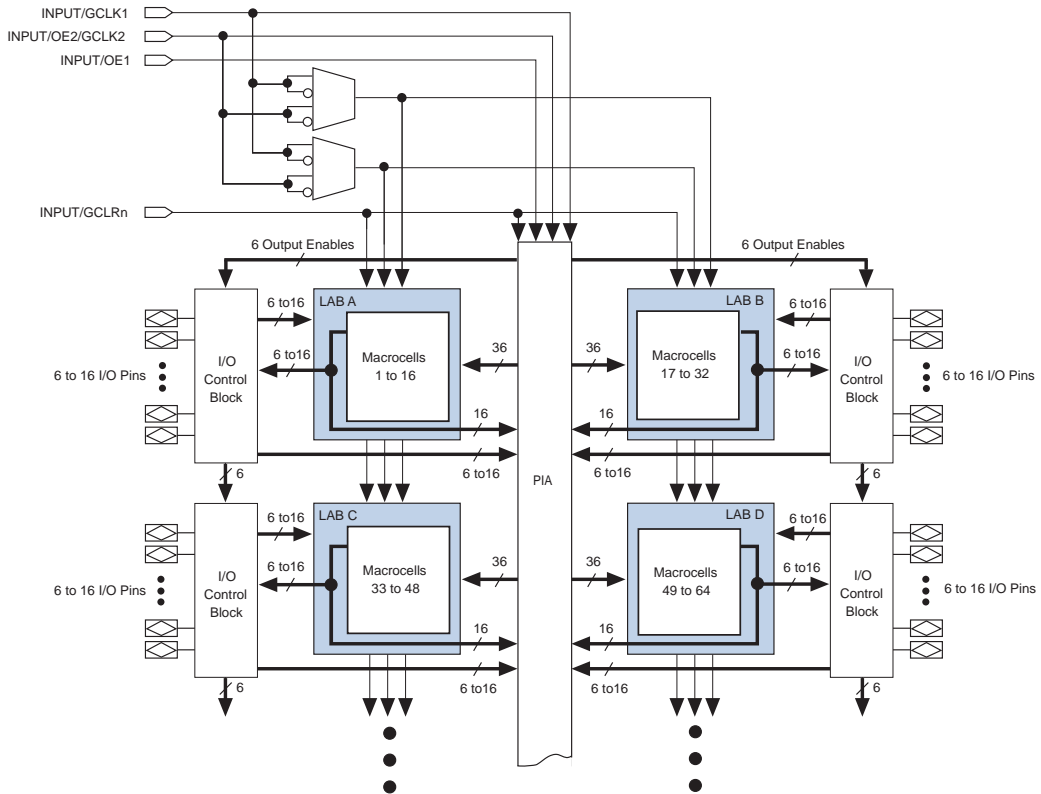 INPUT/GCLK1
INPUT/OE2/GCLK2
INPUT/OE1
INPUT/GCLRn
6 Output Enables
6 Output Enables
6 to16
LAB A
LAB B
6 to16
6 to 16 I/O Pins
I/O
Control
Block
6 to16
Macrocells
1 to 16
36
36
Macrocells
17 to 32
6 to16
I/O
Control
Block
6 to 16 I/O Pins
16
16
6
6 to16
PIA
6 to16
6
6 to16
LAB C
LAB D
6 to16
6 to 16 I/O Pins
I/O
Control
Block
6 to16
Macrocells
33 to 48
36
36
Macrocells
49 to 64
6 to16
I/O
Control
Block
6 to 16 I/O Pins
16
16
6
6 to16
6 to16
6